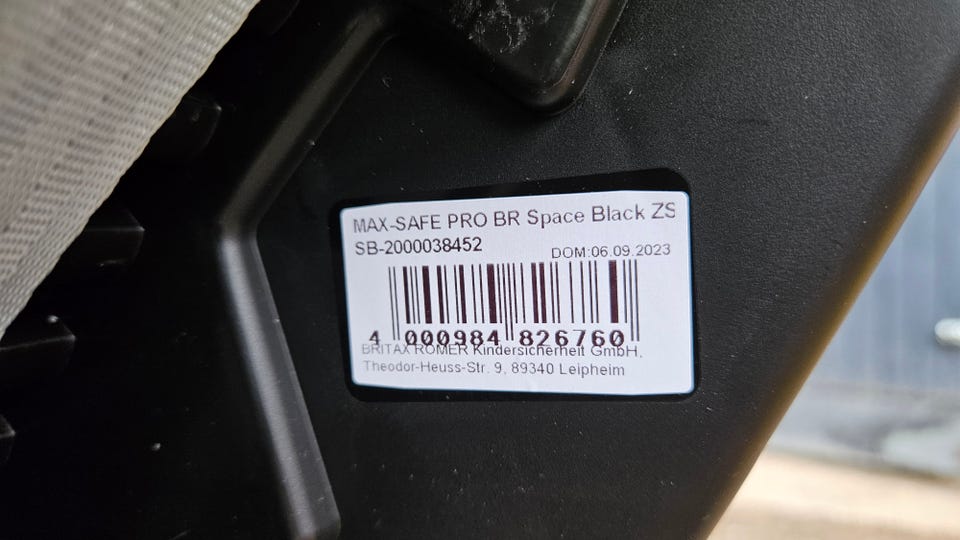 MAX-SAFE PRO BR Space Black ZS
SB-2000038452
DOM:06.09.2023
4 000984 826760
BRITAX RÖMER Kindersicherheit GmbH,
Theodor-Heuss-Str. 9, 89340 Leipheim